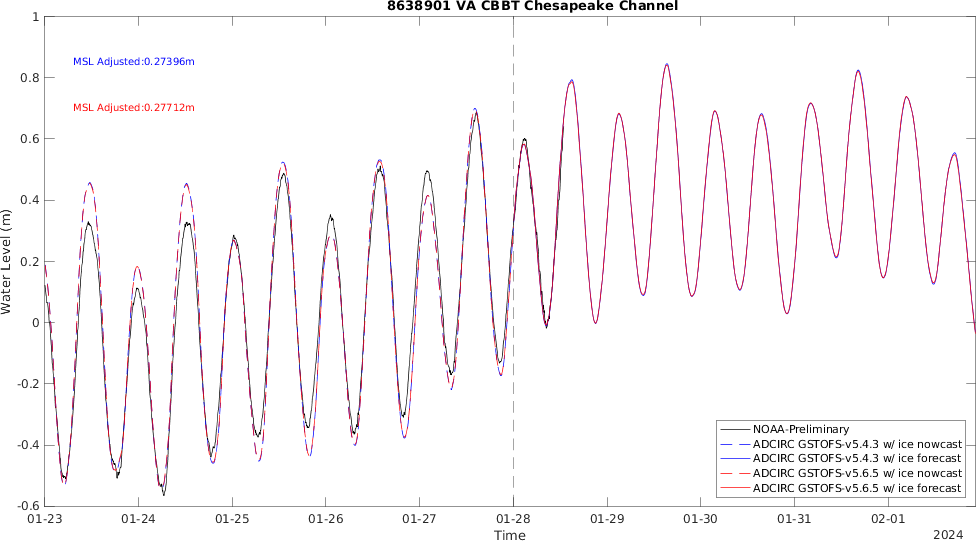 8638901 VA CBBT Chesapeake Channel
1
0.8
0.6
0.4
0.2
0
-0.2
-0.4
-0.6
Water Level (m)
MSL Adjusted:0.27396m
MSL Adjusted:0.27712m
NOAA-Preliminary
ADCIRC GSTOFS-v5.4.3 w/ ice nowcast
ADCIRC GSTOFS-v5.4.3 w/ ice forecast
ADCIRC GSTOFS-v5.6.5 w/ ice nowcast
ADCIRC GSTOFS-v5.6.5 w/ ice forecast
01-23 01-24 01-25 01-26 01-27 01-28 01-29 01-30 01-31 02-01
Time
2024